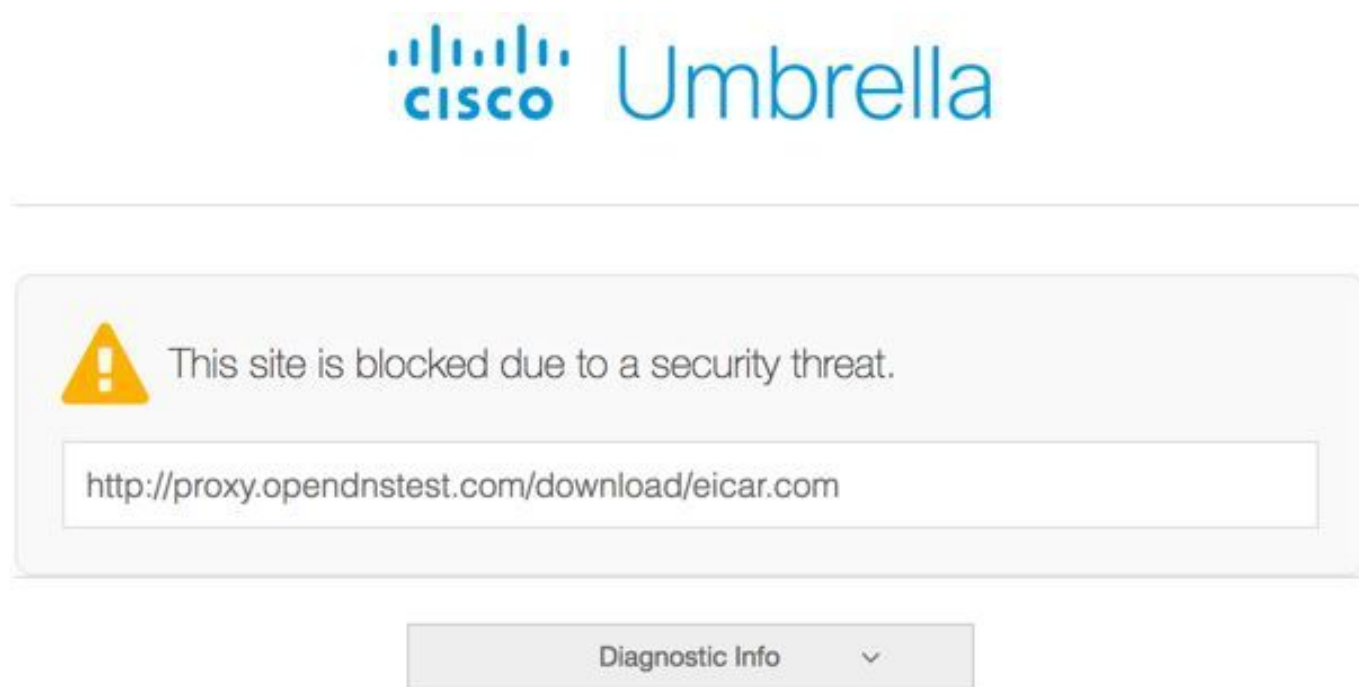 cisco Umbrella
This site is blocked due to a security threat.
http://proxy.opendnstest.com/download/eicar.com
Diagnostic Info